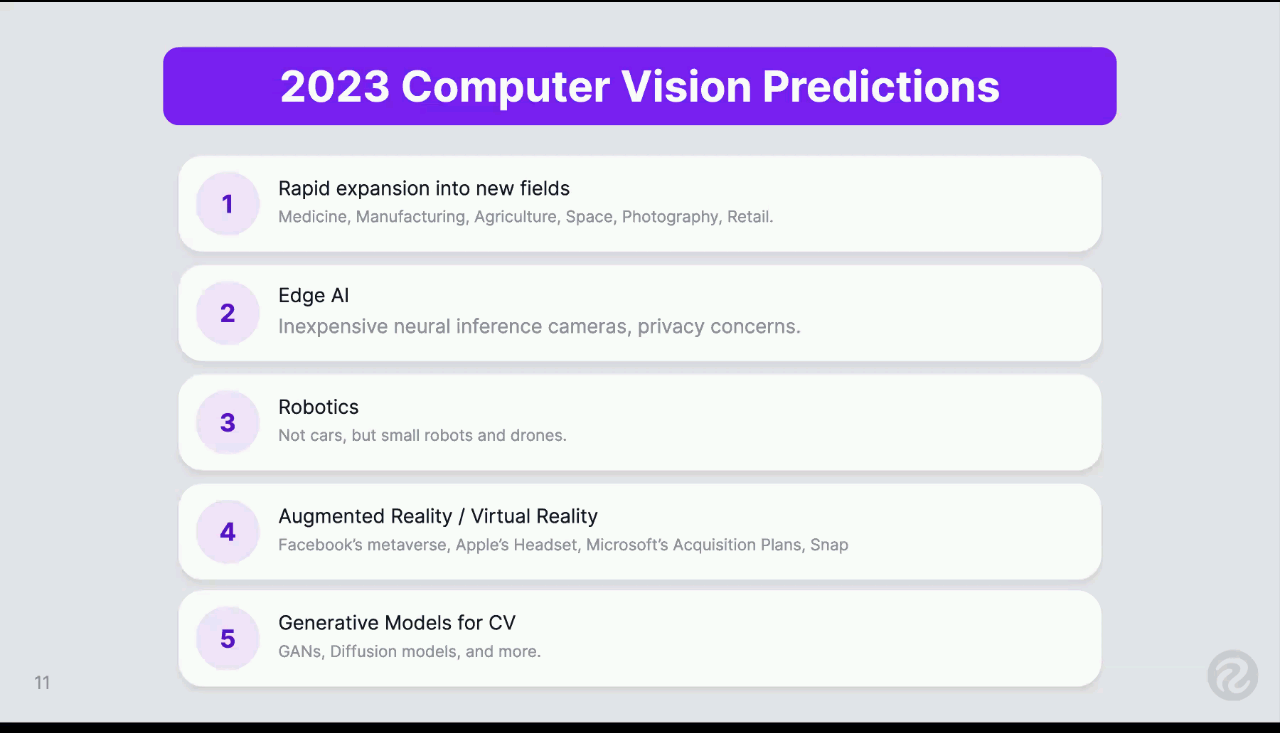 2023 Computer Vision Predictions
1
Rapid expansion into new fields
Medicine, Manufacturing, Agriculture, Space, Photography, Retail.
2
Edge AI
Inexpensive neural inference cameras, privacy concerns.
3
Robotics
Not cars, but small robots and drones.
4
Augmented Reality / Virtual Reality
Facebook’s metaverse, Apple’s Headset, Microsoft’s Acquisition Plans, Snap
5
Generative Models for CV
GANs, Diffusion models, and more.
11